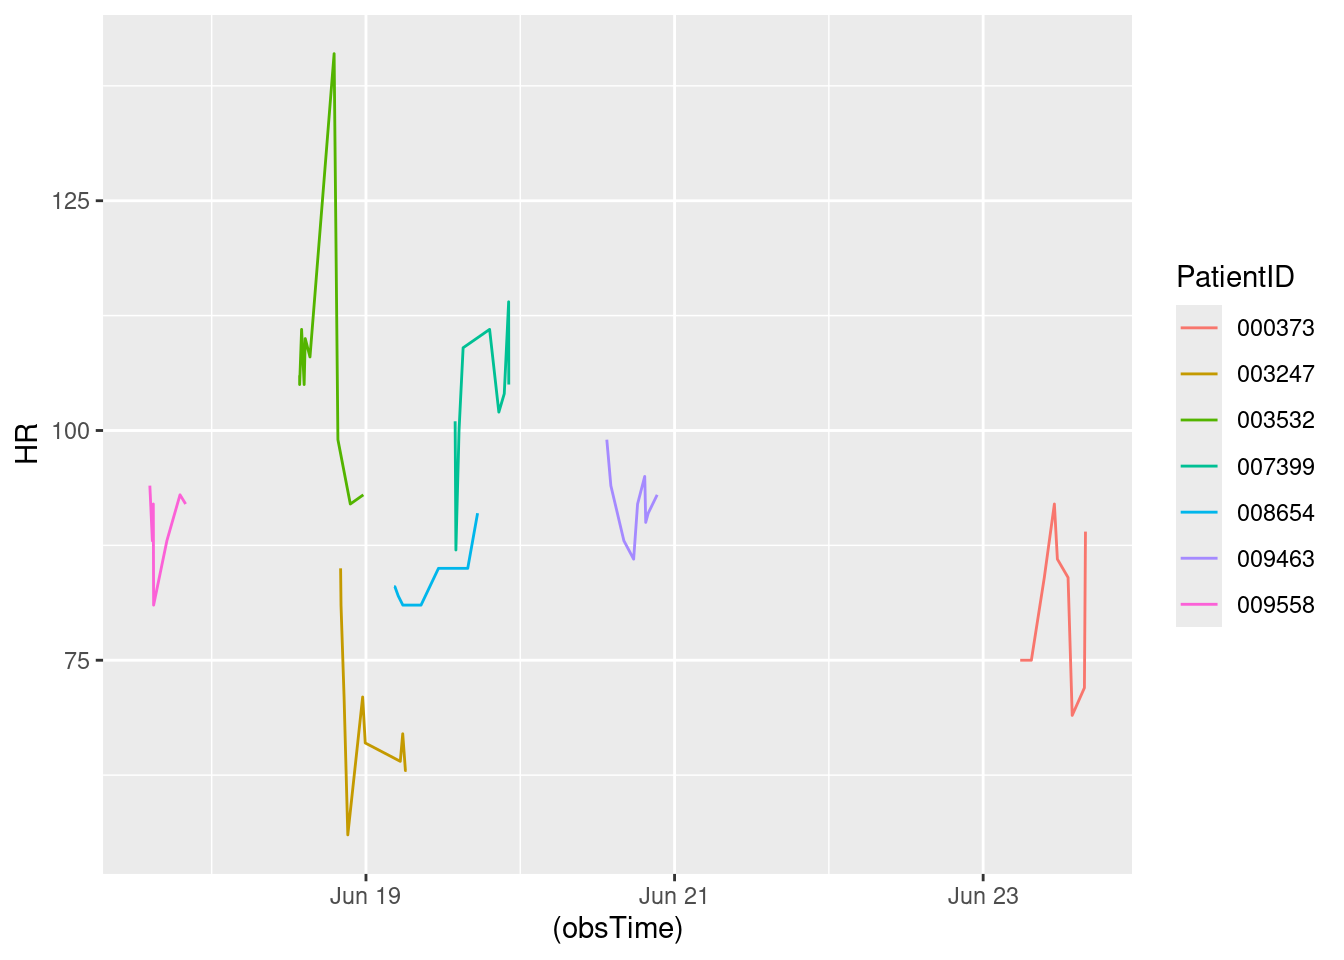 125
100
75
HR
Jun 19
Jun 21
Jun 23
(obsTime)
PatientID
000373
003247
003532
007399
008654
009463
009558